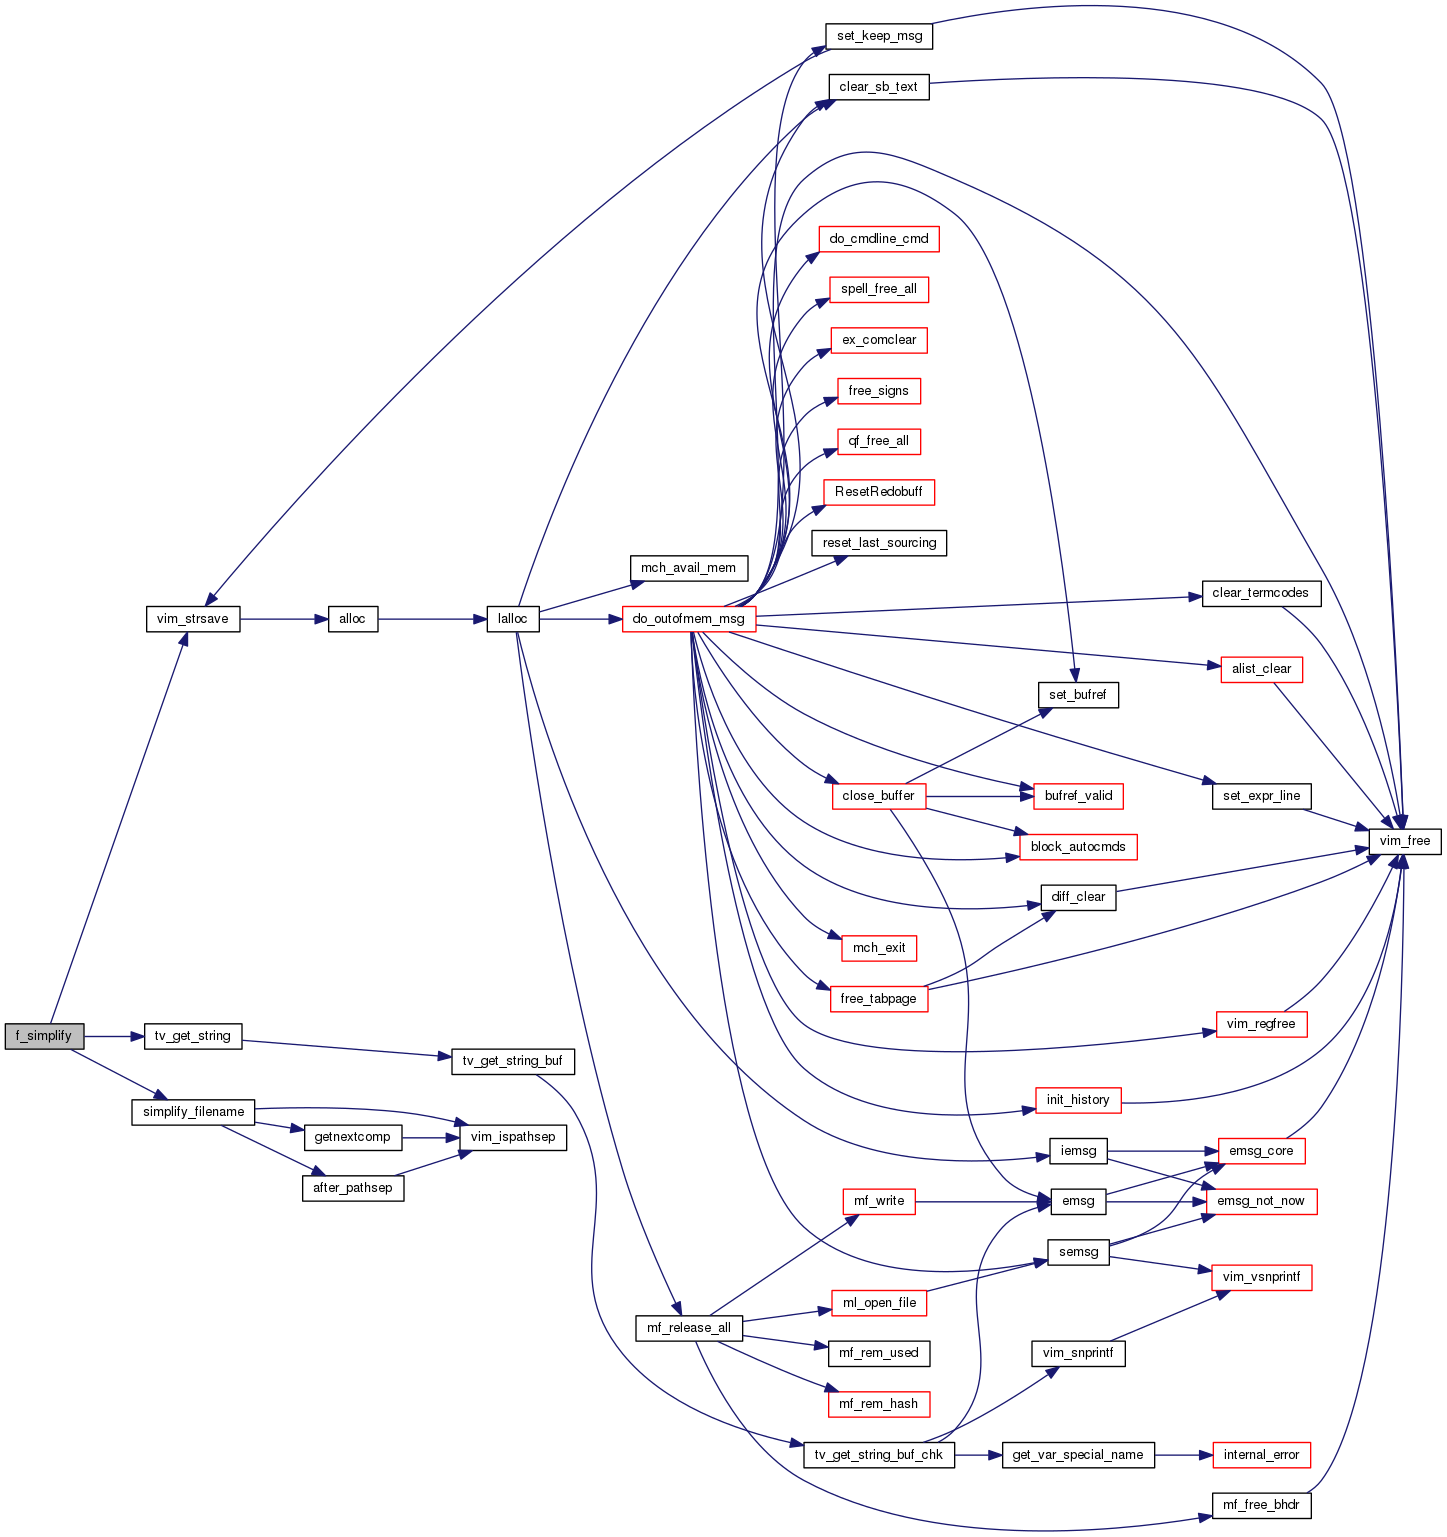 set_keep_msg
clear_sb_text
do_cmdline_cmd
spell_free_all
ex_comclear
free_signs
qf_free_all
ResetRedobuff
reset_last_sourcing
mch_avail_mem
clear_termcodes
vim_strsave
alloc
lalloc
do_outofmem_msg
alist_clear
set_bufref
close_buffer
bufref_valid
set_expr_line
vim_free
block_autocmds
diff_clear
mch_exit
free_tabpage
vim_regfree
f_simplify
tv_get_string
tv_get_string_buf
init_history
simplify_filename
getnextcomp
vim_ispathsep
iemsg
emsg_core
after_pathsep
mf_write
emsg
emsg_not_now
semsg
vim_vsnprintf
ml_open_file
mf_release_all
mf_rem_used
vim_snprintf
mf_rem_hash
tv_get_string_buf_chk
get_var_special_name
internal_error
mf_free_bhdr